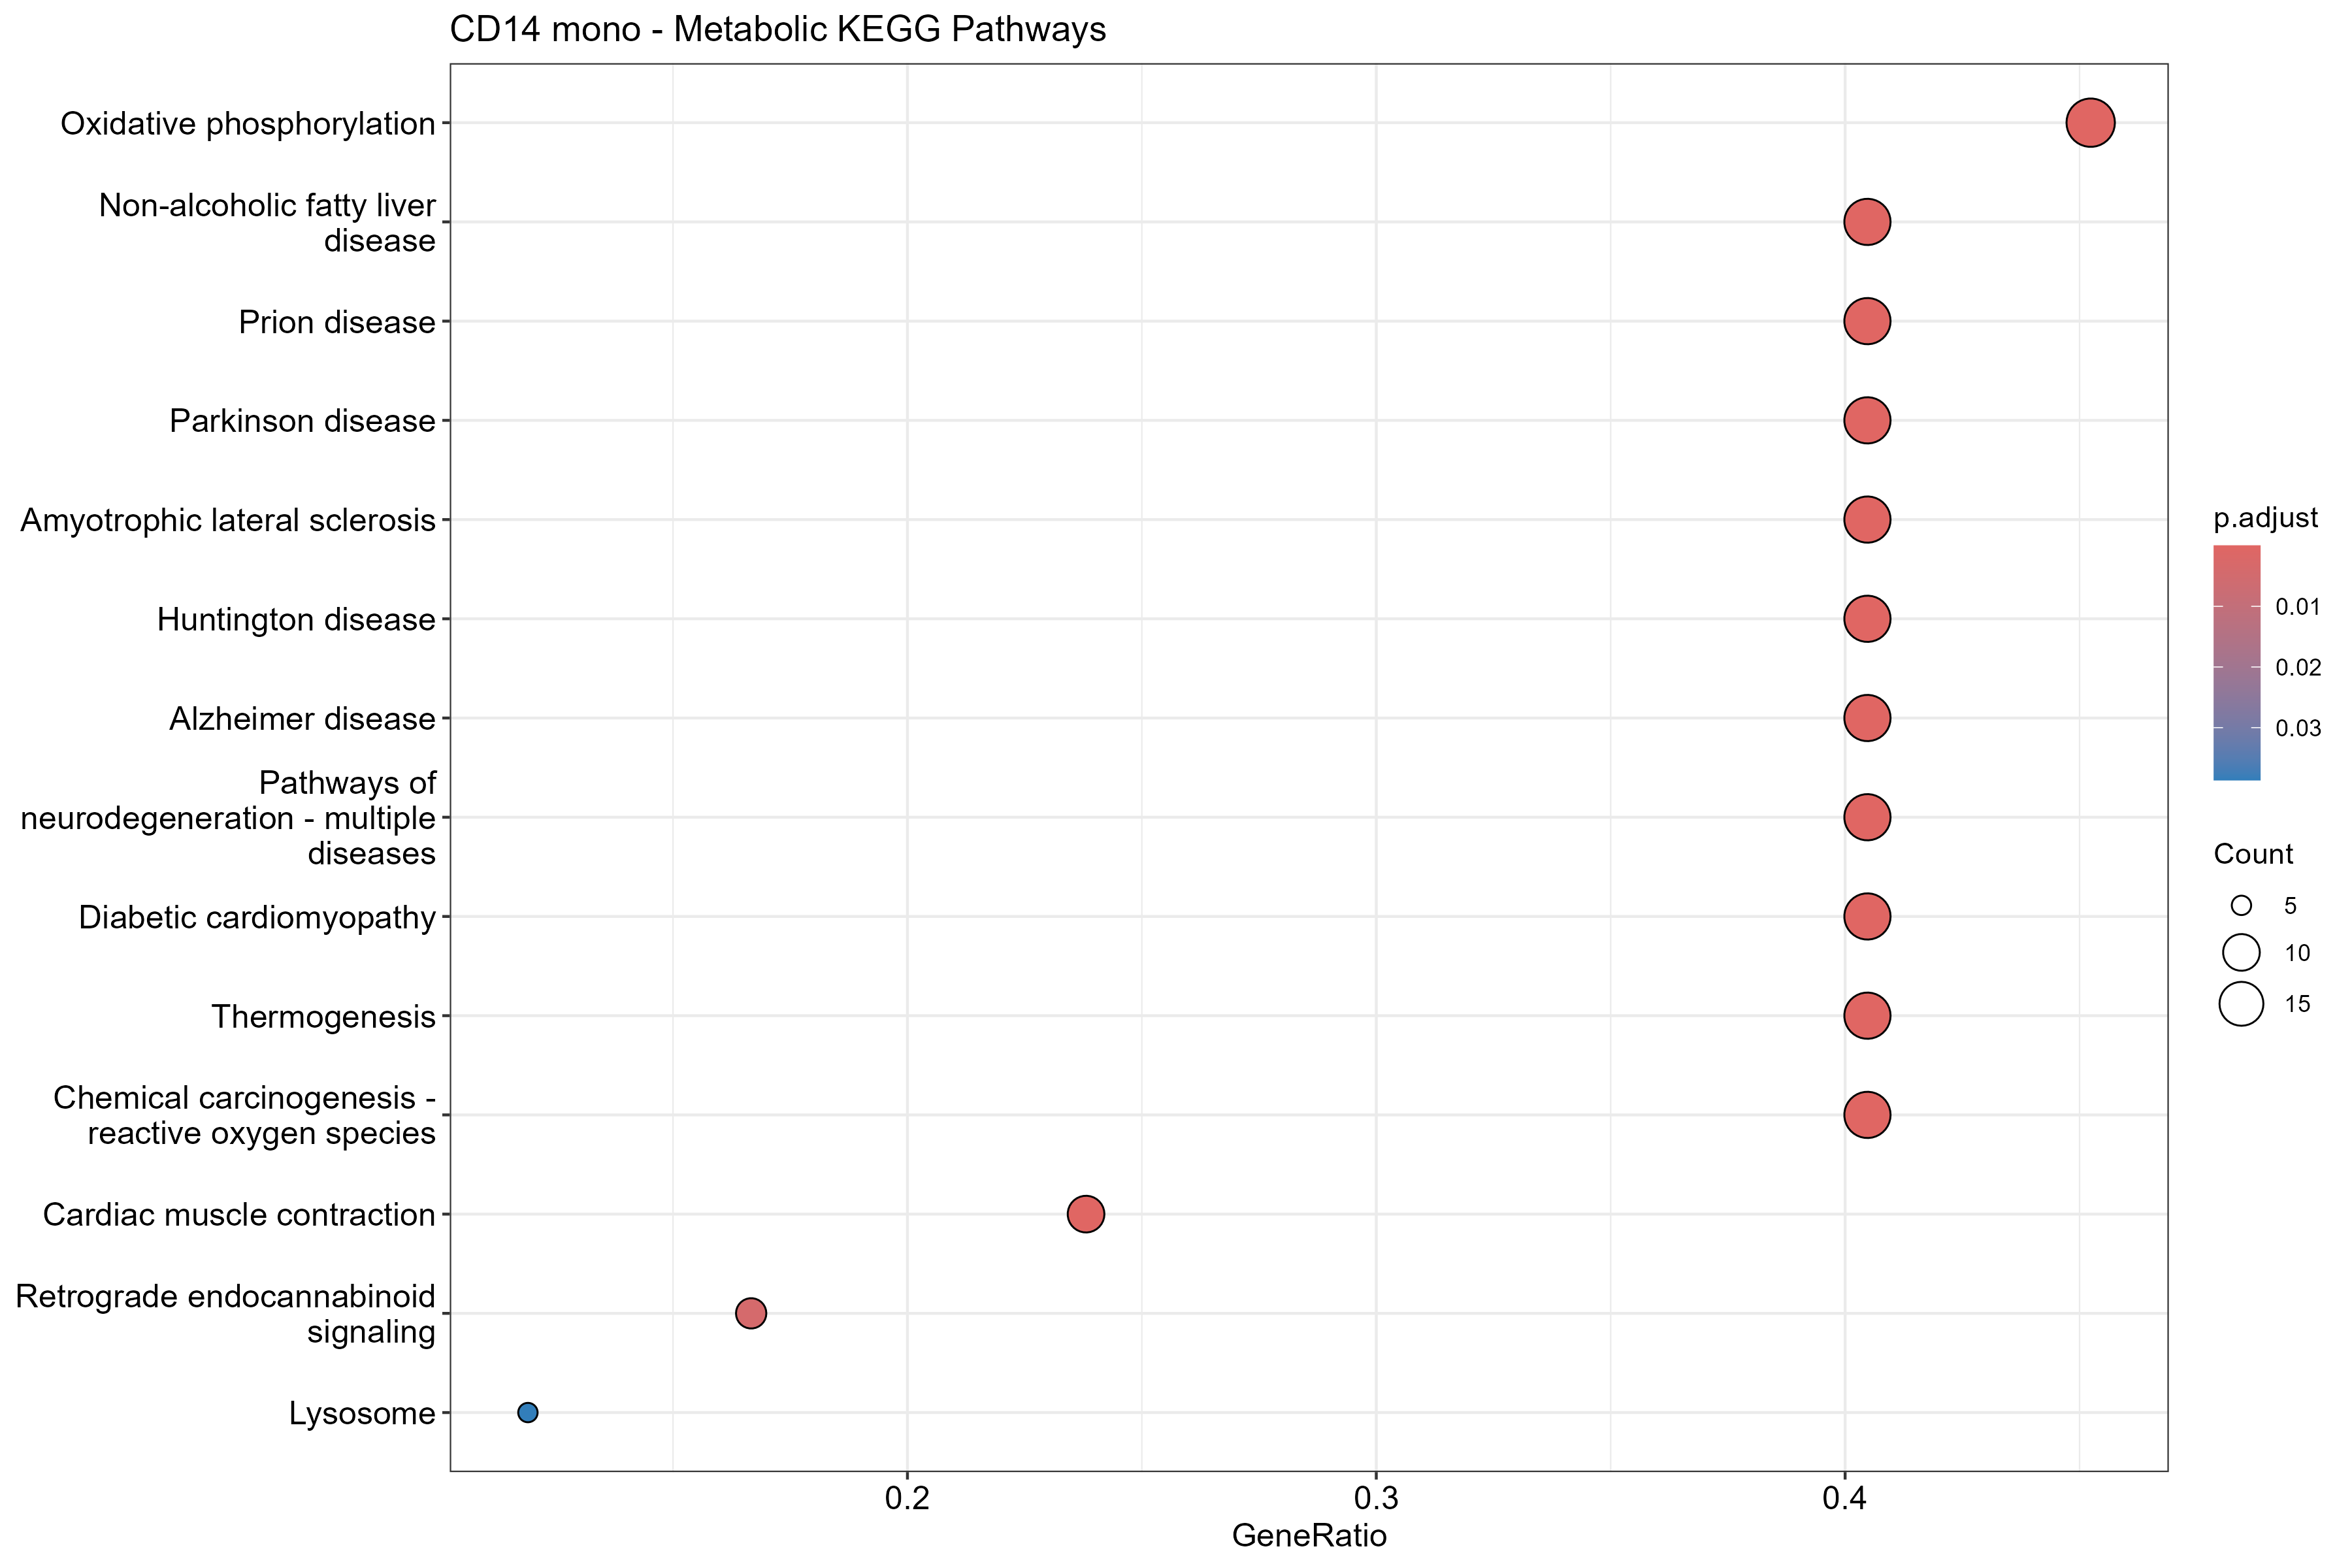 CD14 mono - Metabolic KEGG Pathways
Oxidative phosphorylation
Non-alcoholic fatty liver
disease
Prion disease
Parkinson disease
Amyotrophic lateral sclerosis
Huntington disease
Alzheimer disease
Pathways of
neurodegeneration - multiple
diseases
Diabetic cardiomyopathy
Thermogenesis
Chemical carcinogenesis -
reactive oxygen species
Cardiac muscle contraction
Retrograde endocannabinoid
signaling
Lysosome
0.2
0.3
0.4
GeneRatio
p.adjust
0.01
0.02
0.03
Count
5
10
15